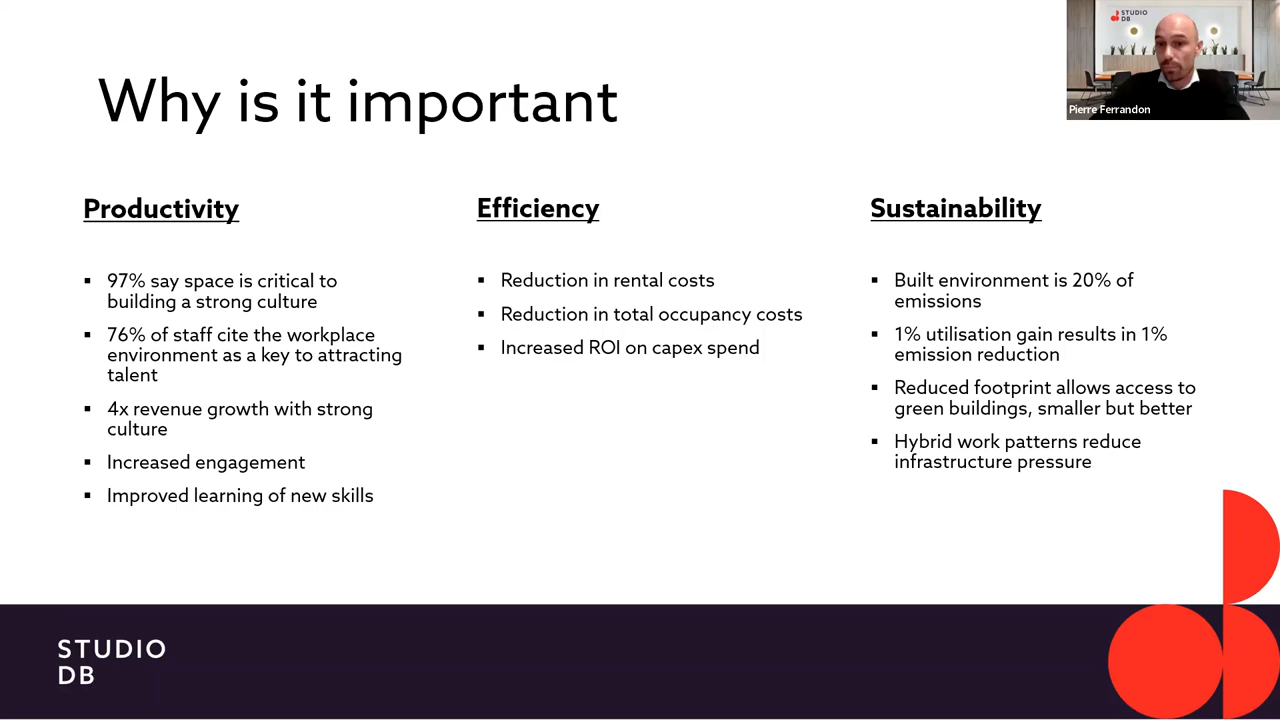 STUDIO
DB
Pierre Ferrandon
Why is it important
Productivity
97% say space is critical to
building a strong culture
76% of staff cite the workplace
environment as a key to attracting
talent
4x revenue growth with strong
culture
Increased engagement
Improved learning of new skills
Efficiency
Reduction in rental costs
Reduction in total occupancy costs
Increased ROI on capex spend
Sustainability
Built environment is 20% of
emissions
1% utilisation gain results in 1%
emission reduction
Reduced footprint allows access to
green buildings, smaller but better
Hybrid work patterns reduce
infrastructure pressure
STUDIO
DB